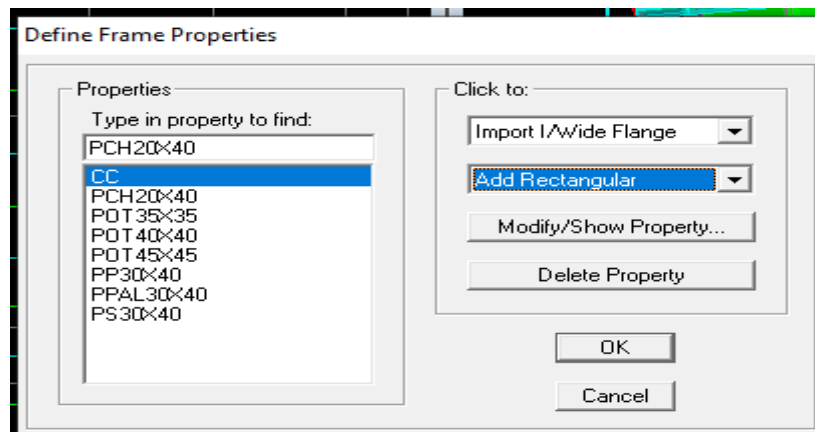 Define Frame Properties
Properties
Type in property to find:
PCH20X40
CC
PCH20X40
POT35X35
POT40X40
POT45X45
PP30X40
PPAL30X40
PS30X40
Click to:
Import I/Wide Flange
Add Rectangular
Modify/Show Property...
Delete Property
OK
Cancel